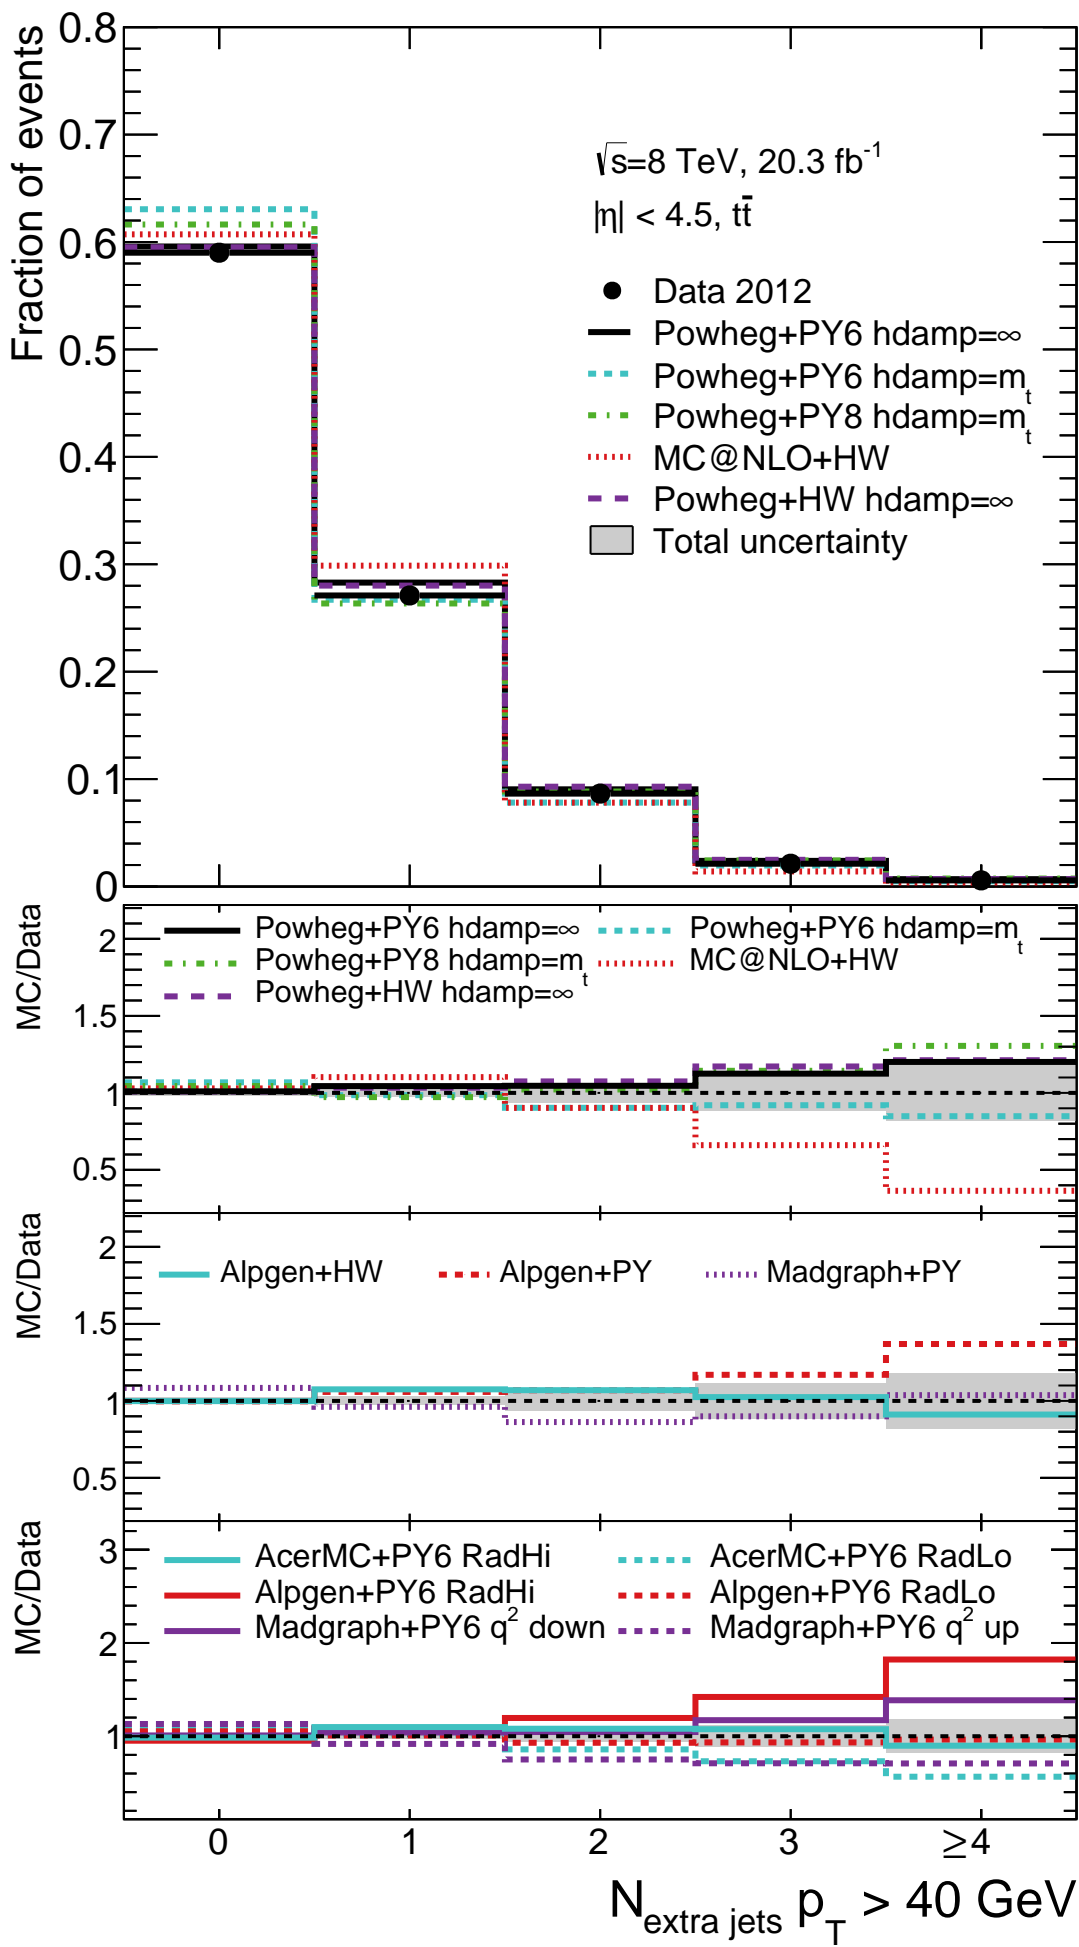 Fraction of events
0.8
0.7
0.6
0.5
0.4
0.3
0.2
0.1
0
√s=8 TeV, 20.3 fb⁻¹
|η| < 4.5, tt̄
Data 2012
Powheg+PY6 hdamp=∞
Powheg+PY6 hdamp=mₜ
Powheg+PY8 hdamp=mₜ
MC@NLO+HW
Powheg+HW hdamp=∞
Total uncertainty
MC/Data
2
1.5
1
0.5
Powheg+PY6 hdamp=∞ Powheg+PY6 hdamp=mₜ
Powheg+PY8 hdamp=mₜ MC@NLO+HW
Powheg+HW hdamp=∞
MC/Data
2
1.5
1
0.5
Alpgen+HW Alpgen+PY Madgraph+PY
MC/Data
3
2
1
AcerMC+PY6 RadHi AcerMC+PY6 RadLo
Alpgen+PY6 RadHi Alpgen+PY6 RadLo
Madgraph+PY6 q² down Madgraph+PY6 q² up
0 1 2 3 ≥4
N extra jets p_T > 40 GeV